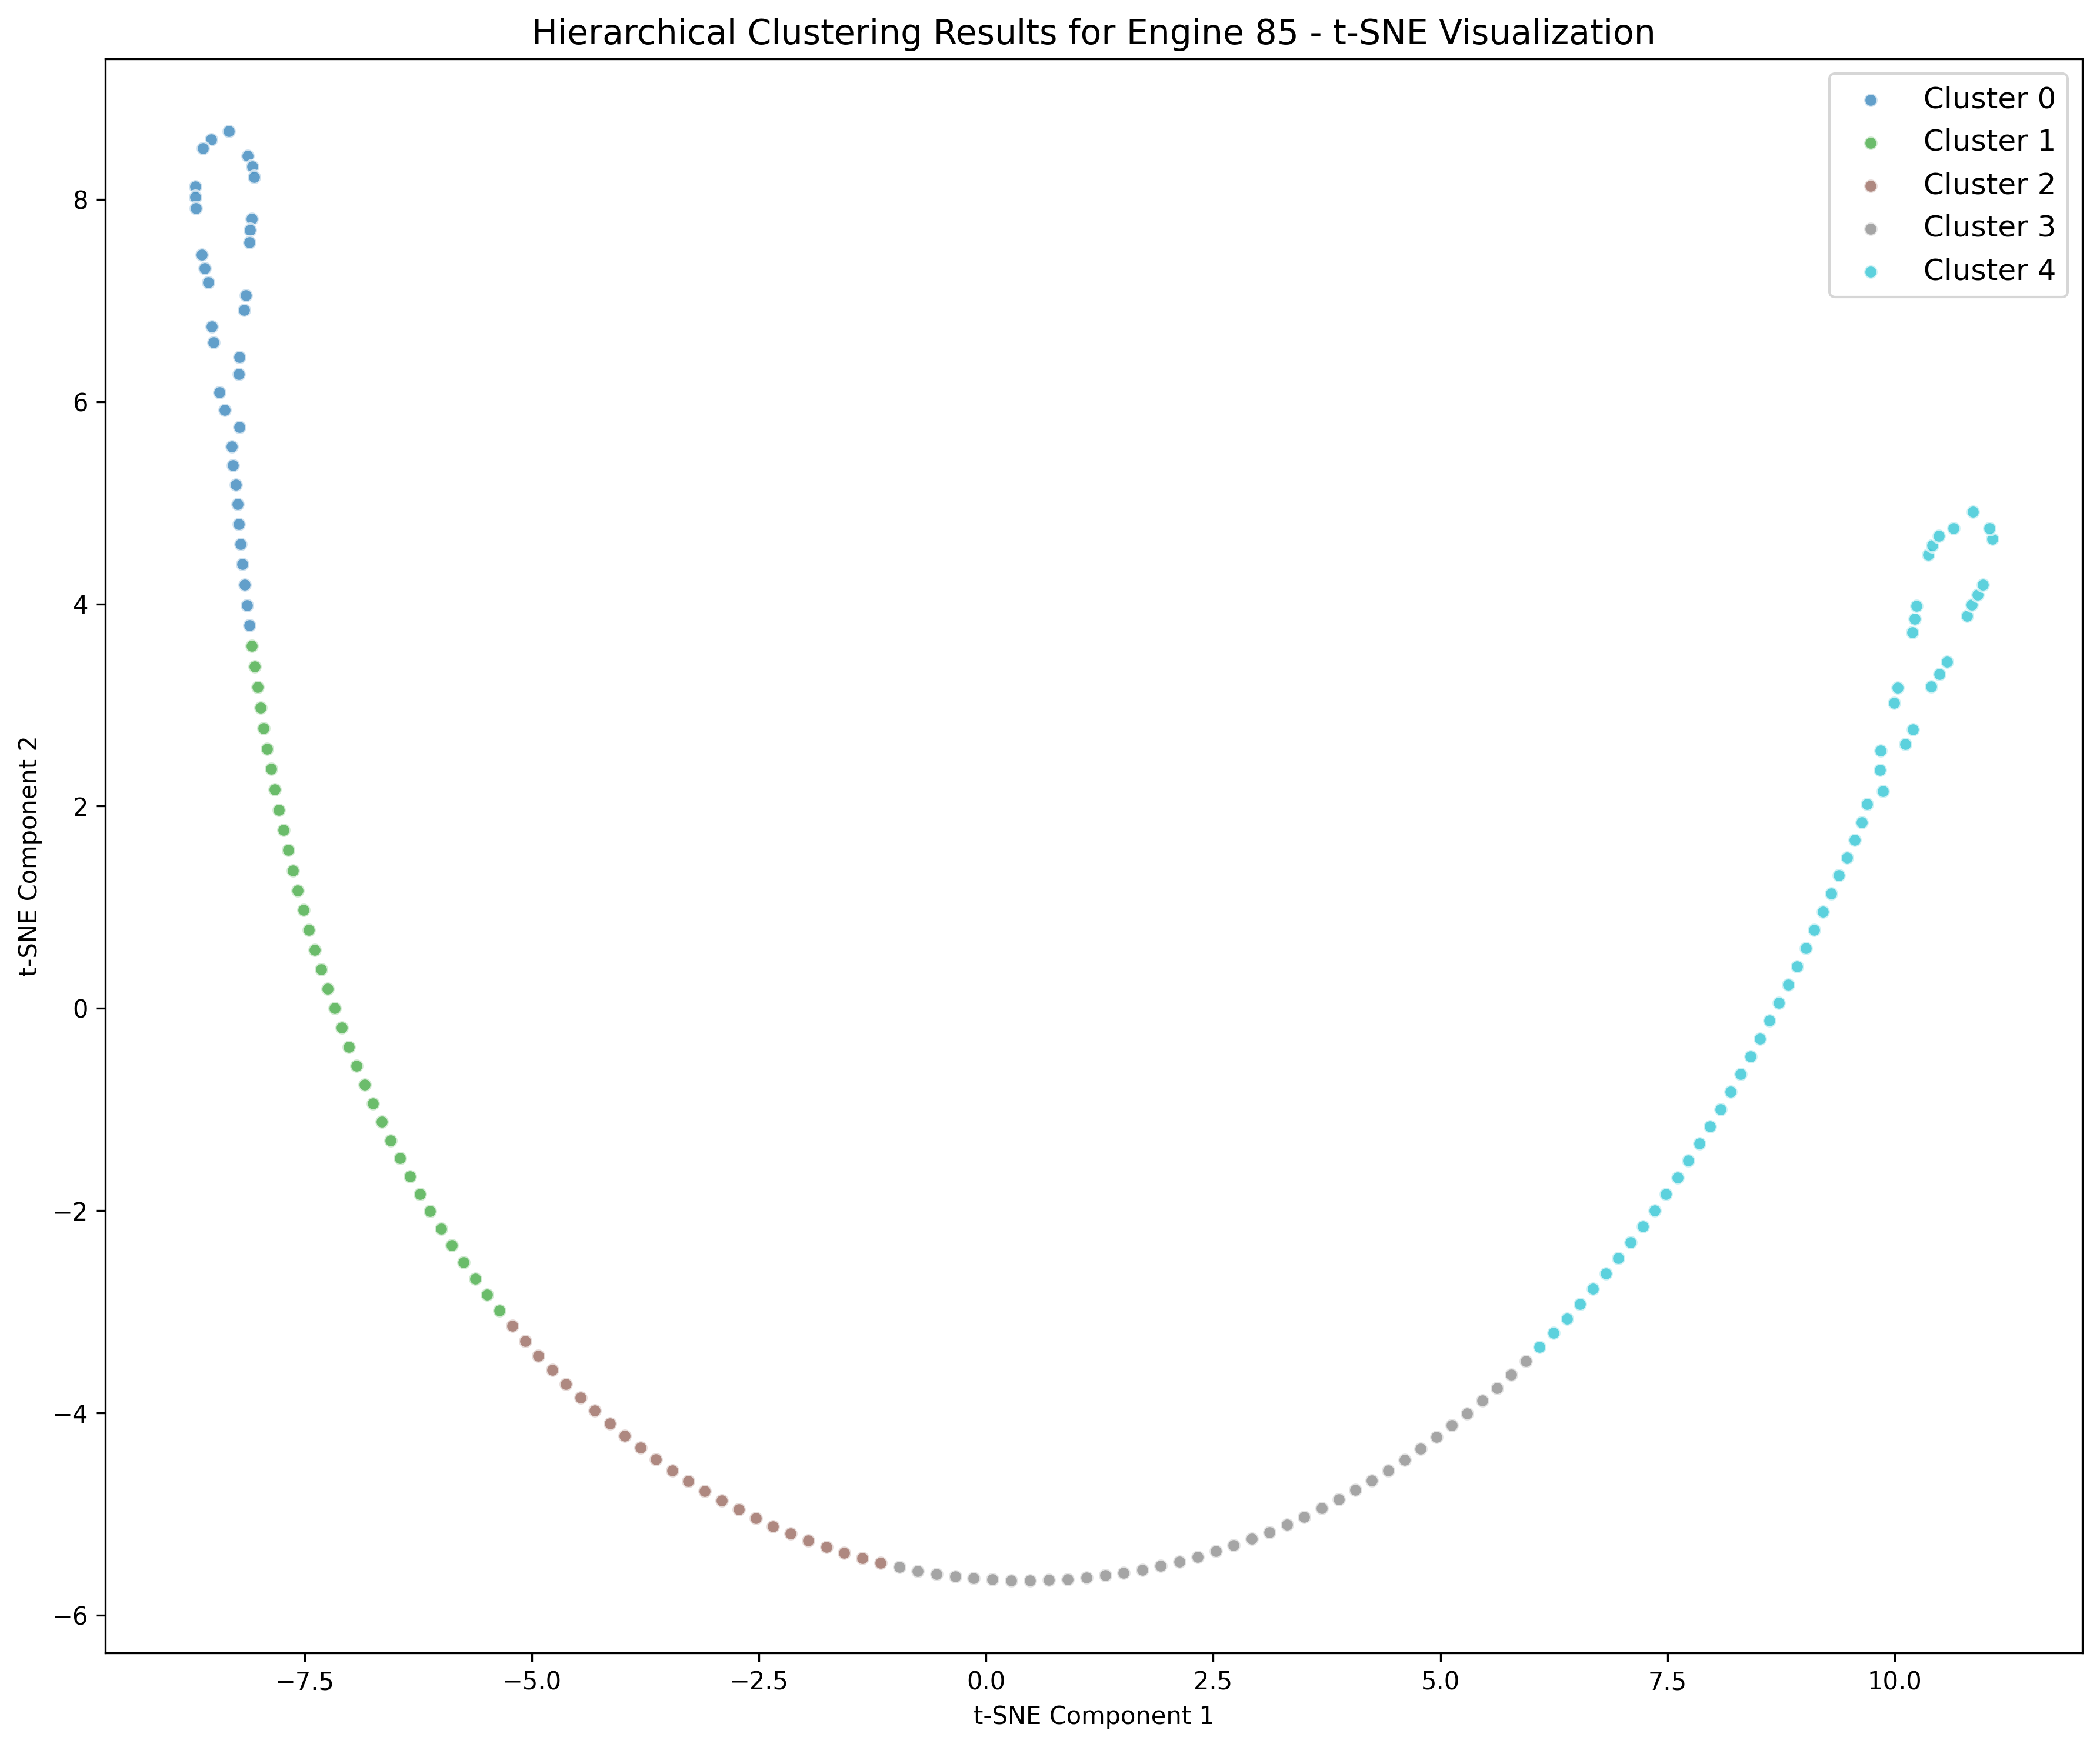 Hierarchical Clustering Results for Engine 85 - t-SNE Visualization
Cluster 0
Cluster 1
Cluster 2
Cluster 3
Cluster 4
t-SNE Component 2
8
6
4
2
0
−2
−4
−6
−7.5 −5.0 −2.5 0.0 2.5 5.0 7.5 10.0
t-SNE Component 1